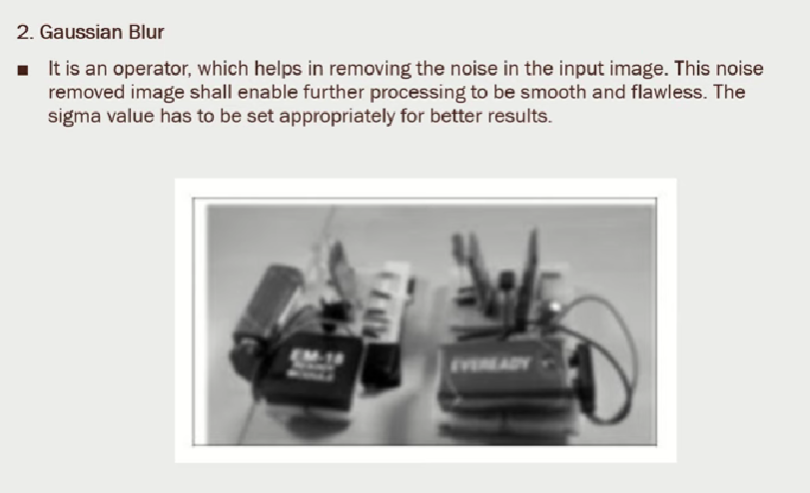 2. Gaussian Blur
■ It is an operator, which helps in removing the noise in the input image. This noise
removed image shall enable further processing to be smooth and flawless. The
sigma value has to be set appropriately for better results.
EM-18
MODULE
EVEREADY